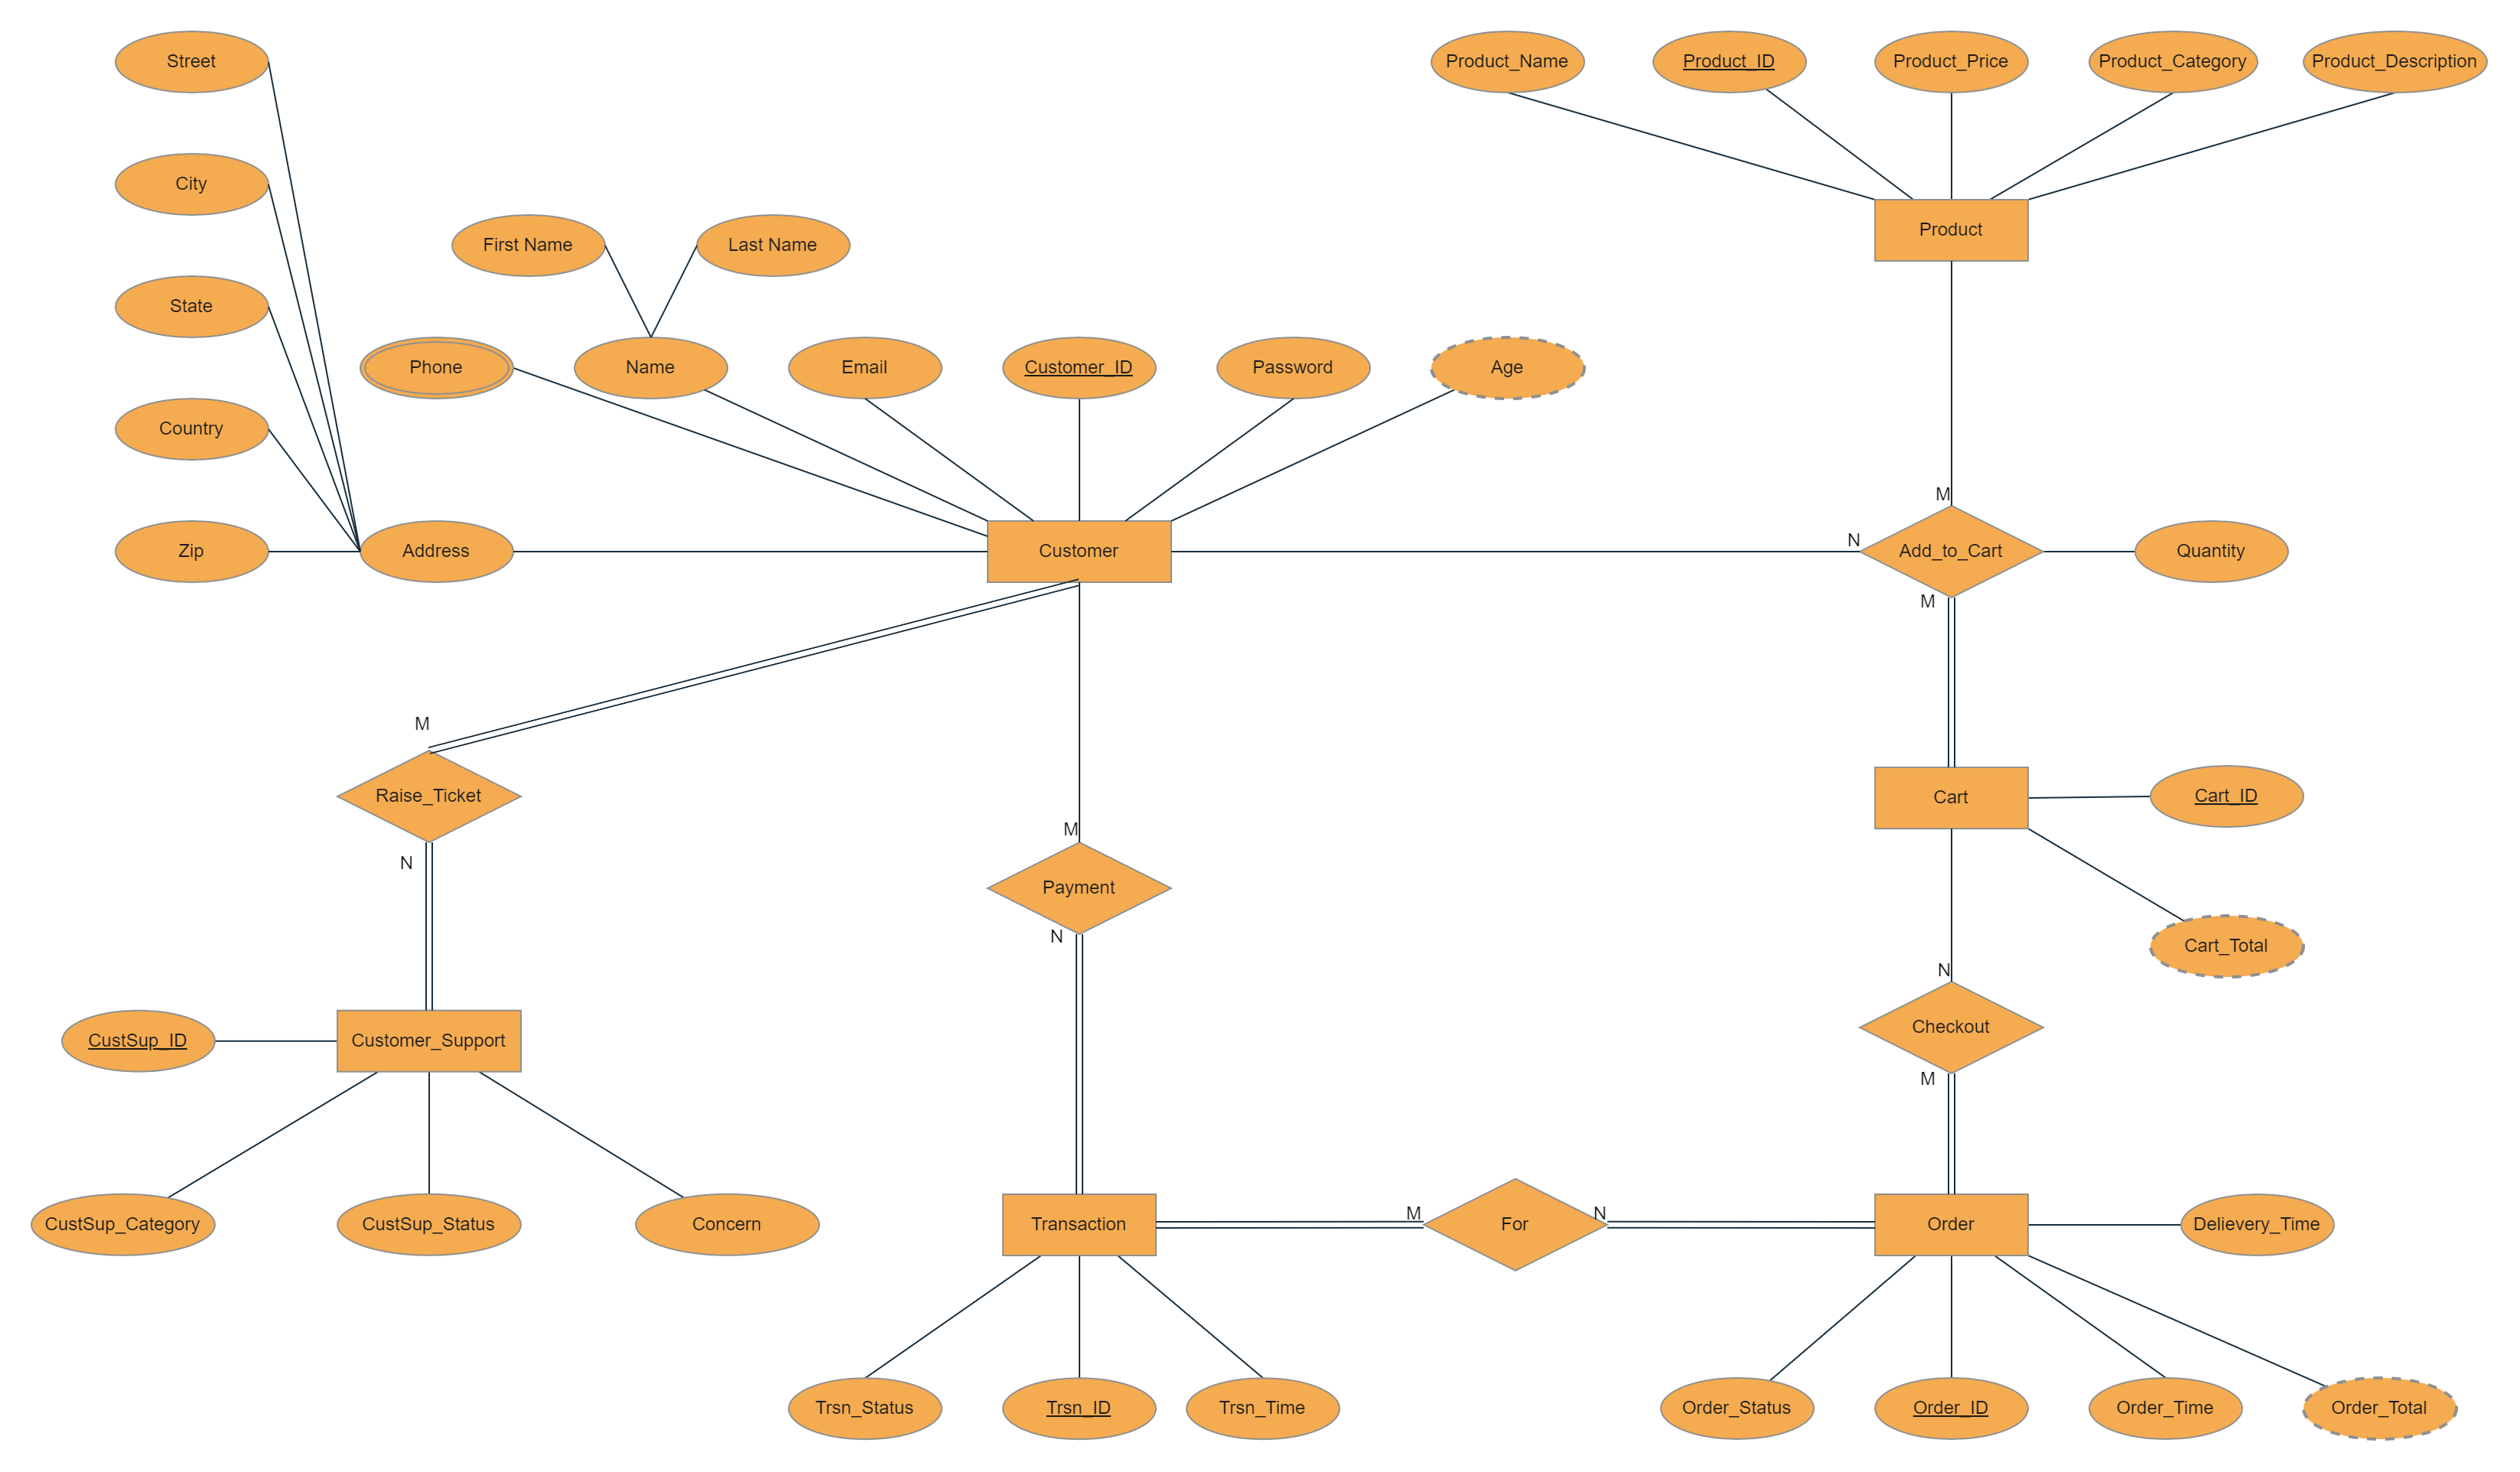 Street
Product_Name
Product_ID
Product_Price
Product_Category
Product_Description
City
First Name
Last Name
Product
State
Phone
Name
Email
Customer_ID
Password
Age
Country
M
Zip
Address
Customer
N
Add_to_Cart
Quantity
M
M
Raise_Ticket
Cart
Cart_ID
M
N
Payment
N
Cart_Total
N
Checkout
CustSup_ID
Customer_Support
M
M
N
CustSup_Category
CustSup_Status
Concern
Transaction
For
Order
Delievery_Time
Trsn_Status
Trsn_ID
Trsn_Time
Order_Status
Order_ID
Order_Time
Order_Total